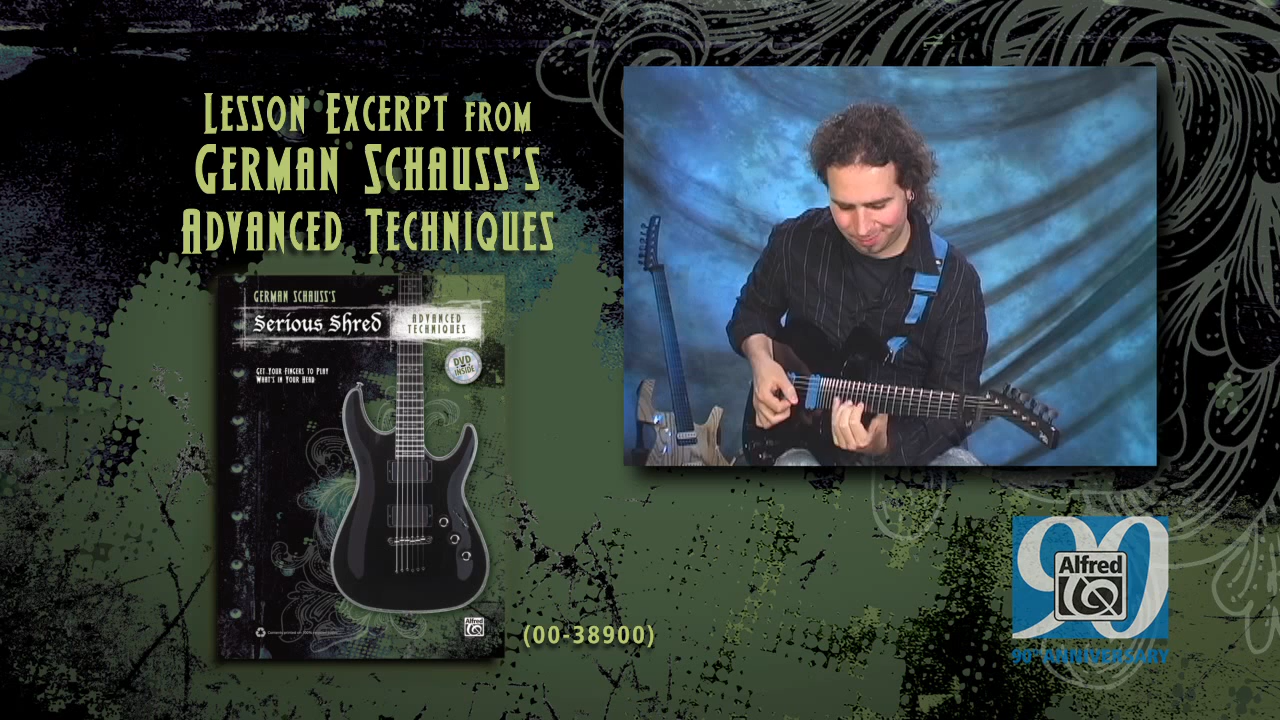 Lesson Excerpt from
German Schauss's
Advanced Techniques
German Schauss's
Serious Shred
Advanced
Techniques
DVD
INSIDE
Get Your Fingers to Play
What's in Your Head
Alfred
(00-38900)
90
Alfred
90TH ANNIVERSARY